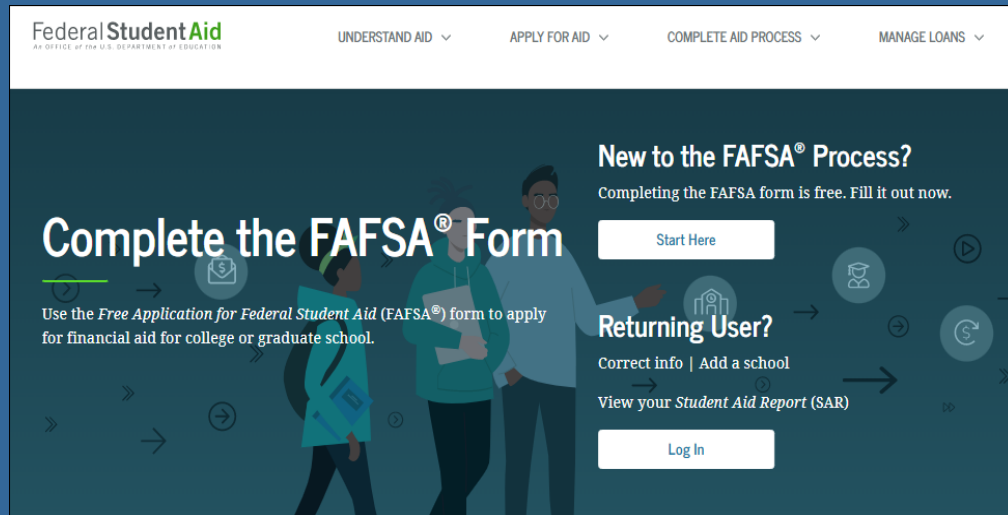 Federal Student Aid
An OFFICE of the U.S. DEPARTMENT of EDUCATION
UNDERSTAND AID
APPLY FOR AID
COMPLETE AID PROCESS
MANAGE LOANS
Complete the FAFSA® Form
Use the Free Application for Federal Student Aid (FAFSA®) form to apply
for financial aid for college or graduate school.
New to the FAFSA® Process?
Completing the FAFSA form is free. Fill it out now.
Start Here
Returning User?
Correct info | Add a school
View your Student Aid Report (SAR)
Log In